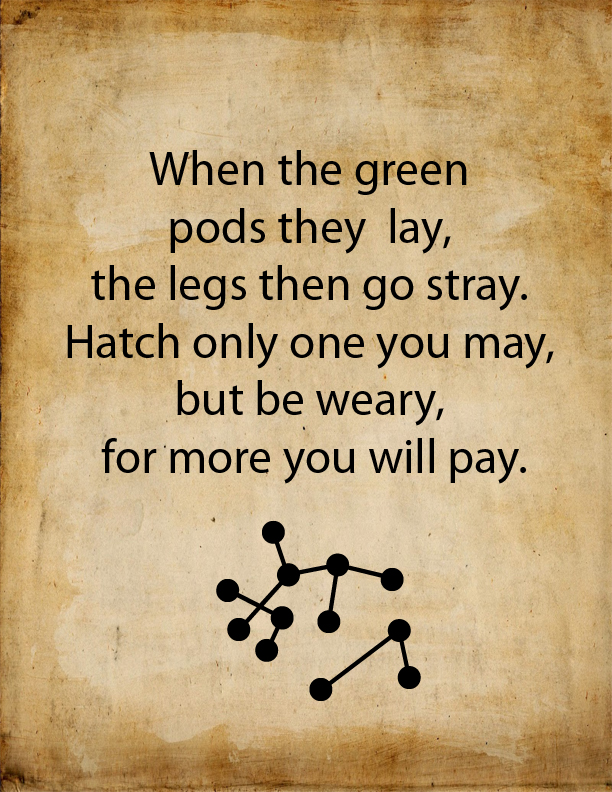 When the green
pods they  lay,
the legs then go stray.
Hatch only one you may,
but be weary,
for more you will pay.